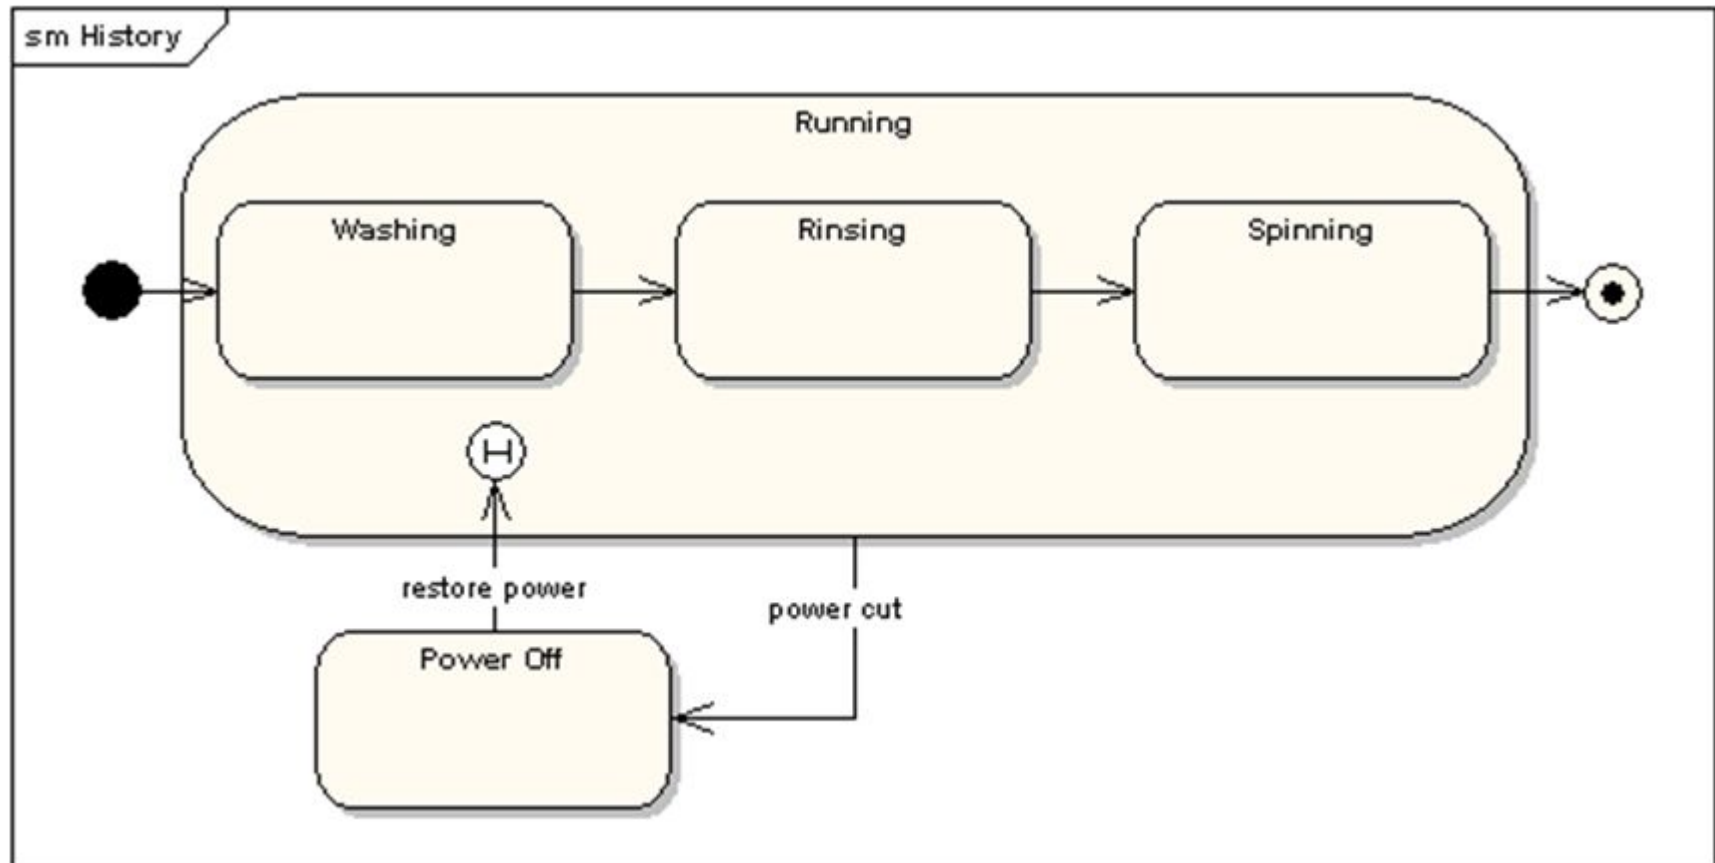 sm History
Running
Washing
Rinsing
Spinning
H
restore power
power cut
Power Off